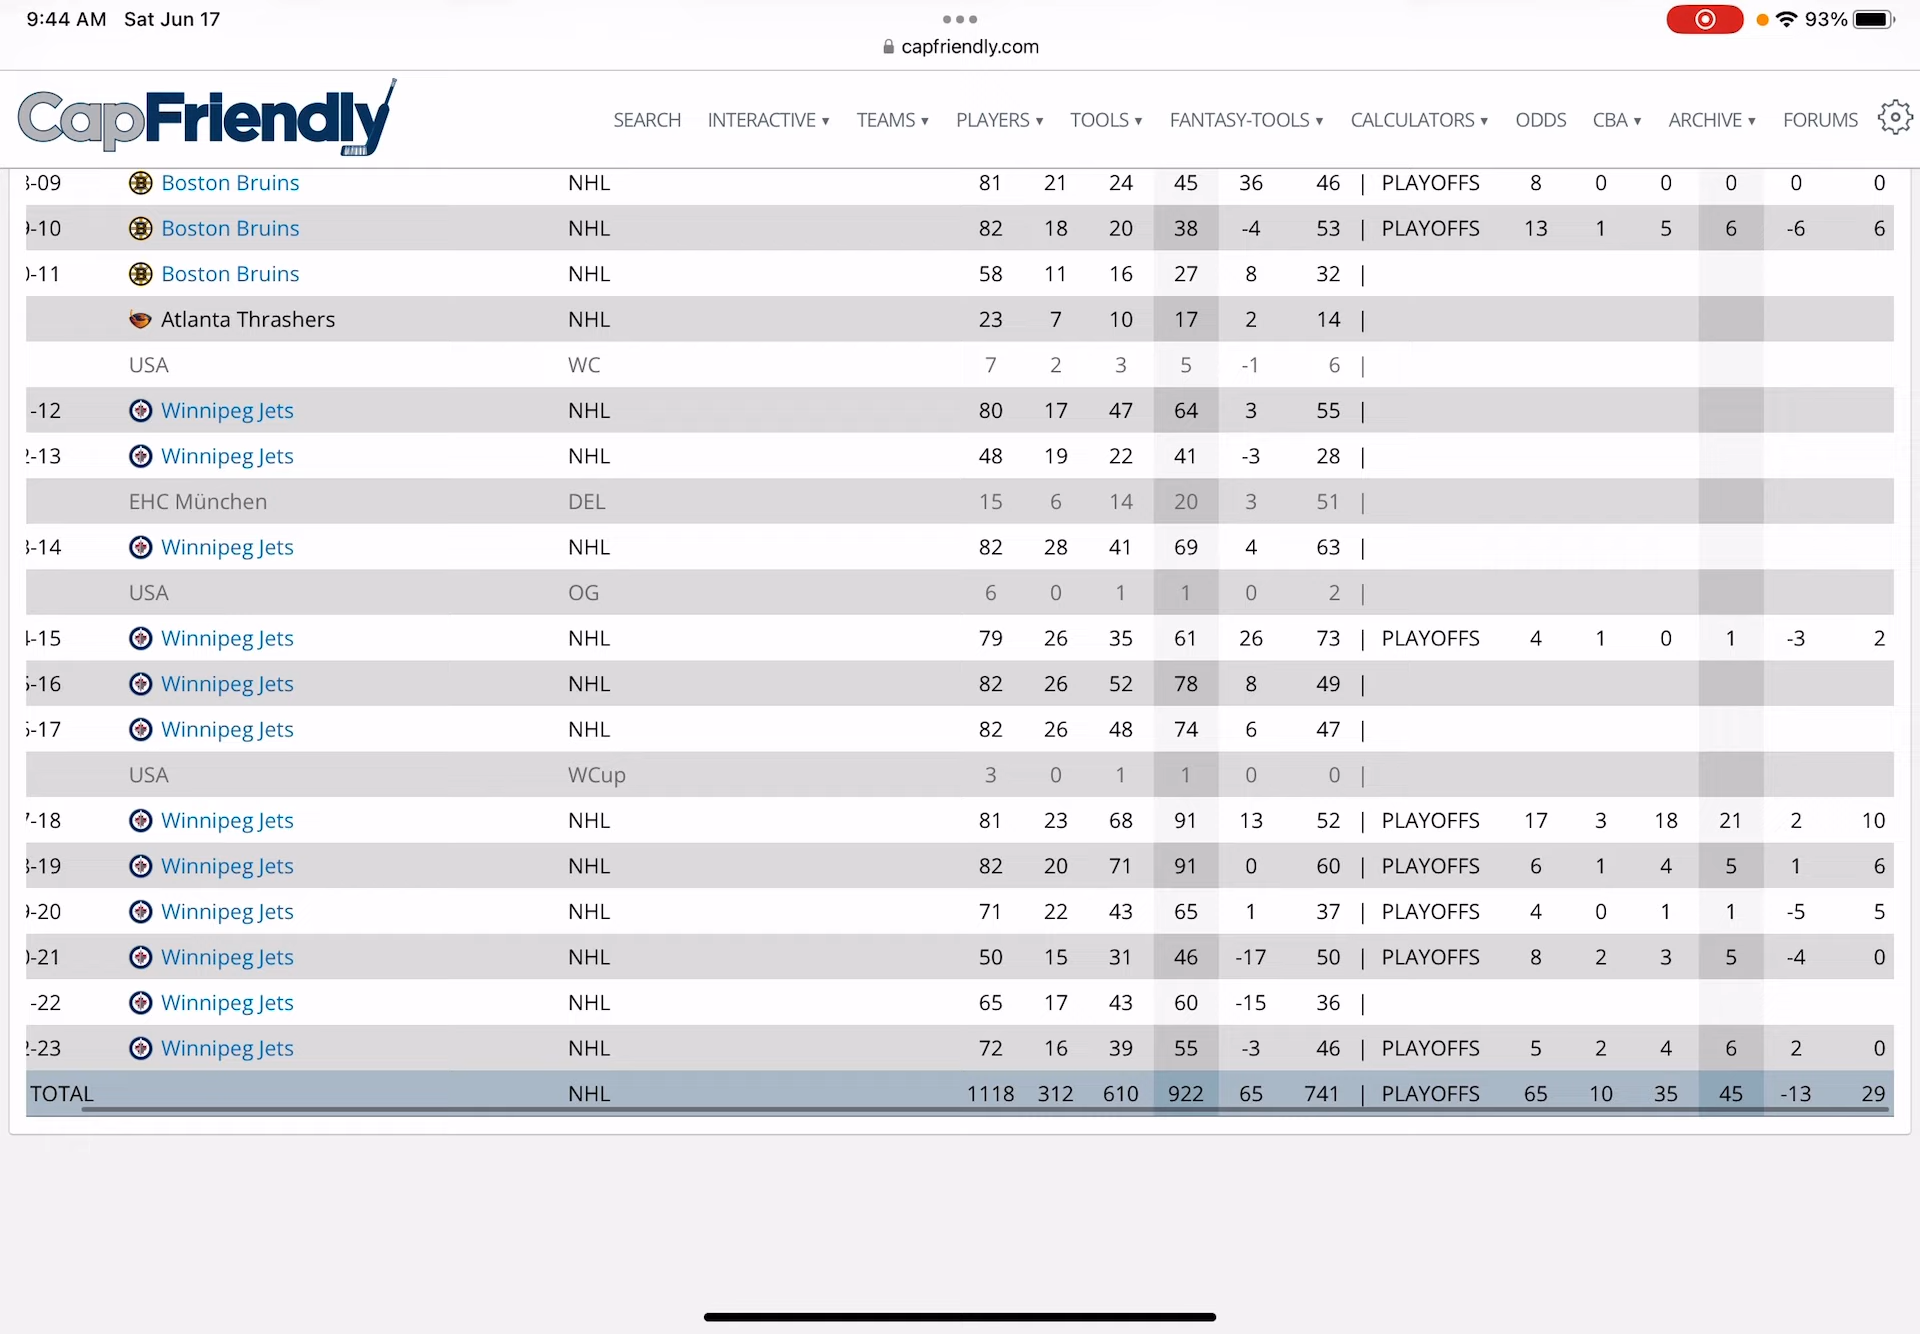 9:44 AM Sat Jun 17
93%
capfriendly.com
CapFriendly
SEARCH INTERACTIVE ▾ TEAMS ▾ PLAYERS ▾ TOOLS ▾ FANTASY-TOOLS ▾ CALCULATORS ▾ ODDS CBA ▾ ARCHIVE ▾ FORUMS
-09 Boston Bruins NHL 81 21 24 45 36 46 | PLAYOFFS 8 0 0 0 0 0
-10 Boston Bruins NHL 82 18 20 38 -4 53 | PLAYOFFS 13 1 5 6 -6 6
-11 Boston Bruins NHL 58 11 16 27 8 32 |
Atlanta Thrashers NHL 23 7 10 17 2 14 |
USA WC 7 2 3 5 -1 6 |
-12 Winnipeg Jets NHL 80 17 47 64 3 55 |
-13 Winnipeg Jets NHL 48 19 22 41 -3 28 |
EHC München DEL 15 6 14 20 3 51 |
-14 Winnipeg Jets NHL 82 28 41 69 4 63 |
USA OG 6 0 1 1 0 2 |
-15 Winnipeg Jets NHL 79 26 35 61 26 73 | PLAYOFFS 4 1 0 1 -3 2
-16 Winnipeg Jets NHL 82 26 52 78 8 49 |
-17 Winnipeg Jets NHL 82 26 48 74 6 47 |
USA WCup 3 0 1 1 0 0 |
-18 Winnipeg Jets NHL 81 23 68 91 13 52 | PLAYOFFS 17 3 18 21 2 10
-19 Winnipeg Jets NHL 82 20 71 91 0 60 | PLAYOFFS 6 1 4 5 1 6
-20 Winnipeg Jets NHL 71 22 43 65 1 37 | PLAYOFFS 4 0 1 1 -5 5
-21 Winnipeg Jets NHL 50 15 31 46 -17 50 | PLAYOFFS 8 2 3 5 -4 0
-22 Winnipeg Jets NHL 65 17 43 60 -15 36 |
-23 Winnipeg Jets NHL 72 16 39 55 -3 46 | PLAYOFFS 5 2 4 6 2 0
TOTAL NHL 1118 312 610 922 65 741 | PLAYOFFS 65 10 35 45 -13 29